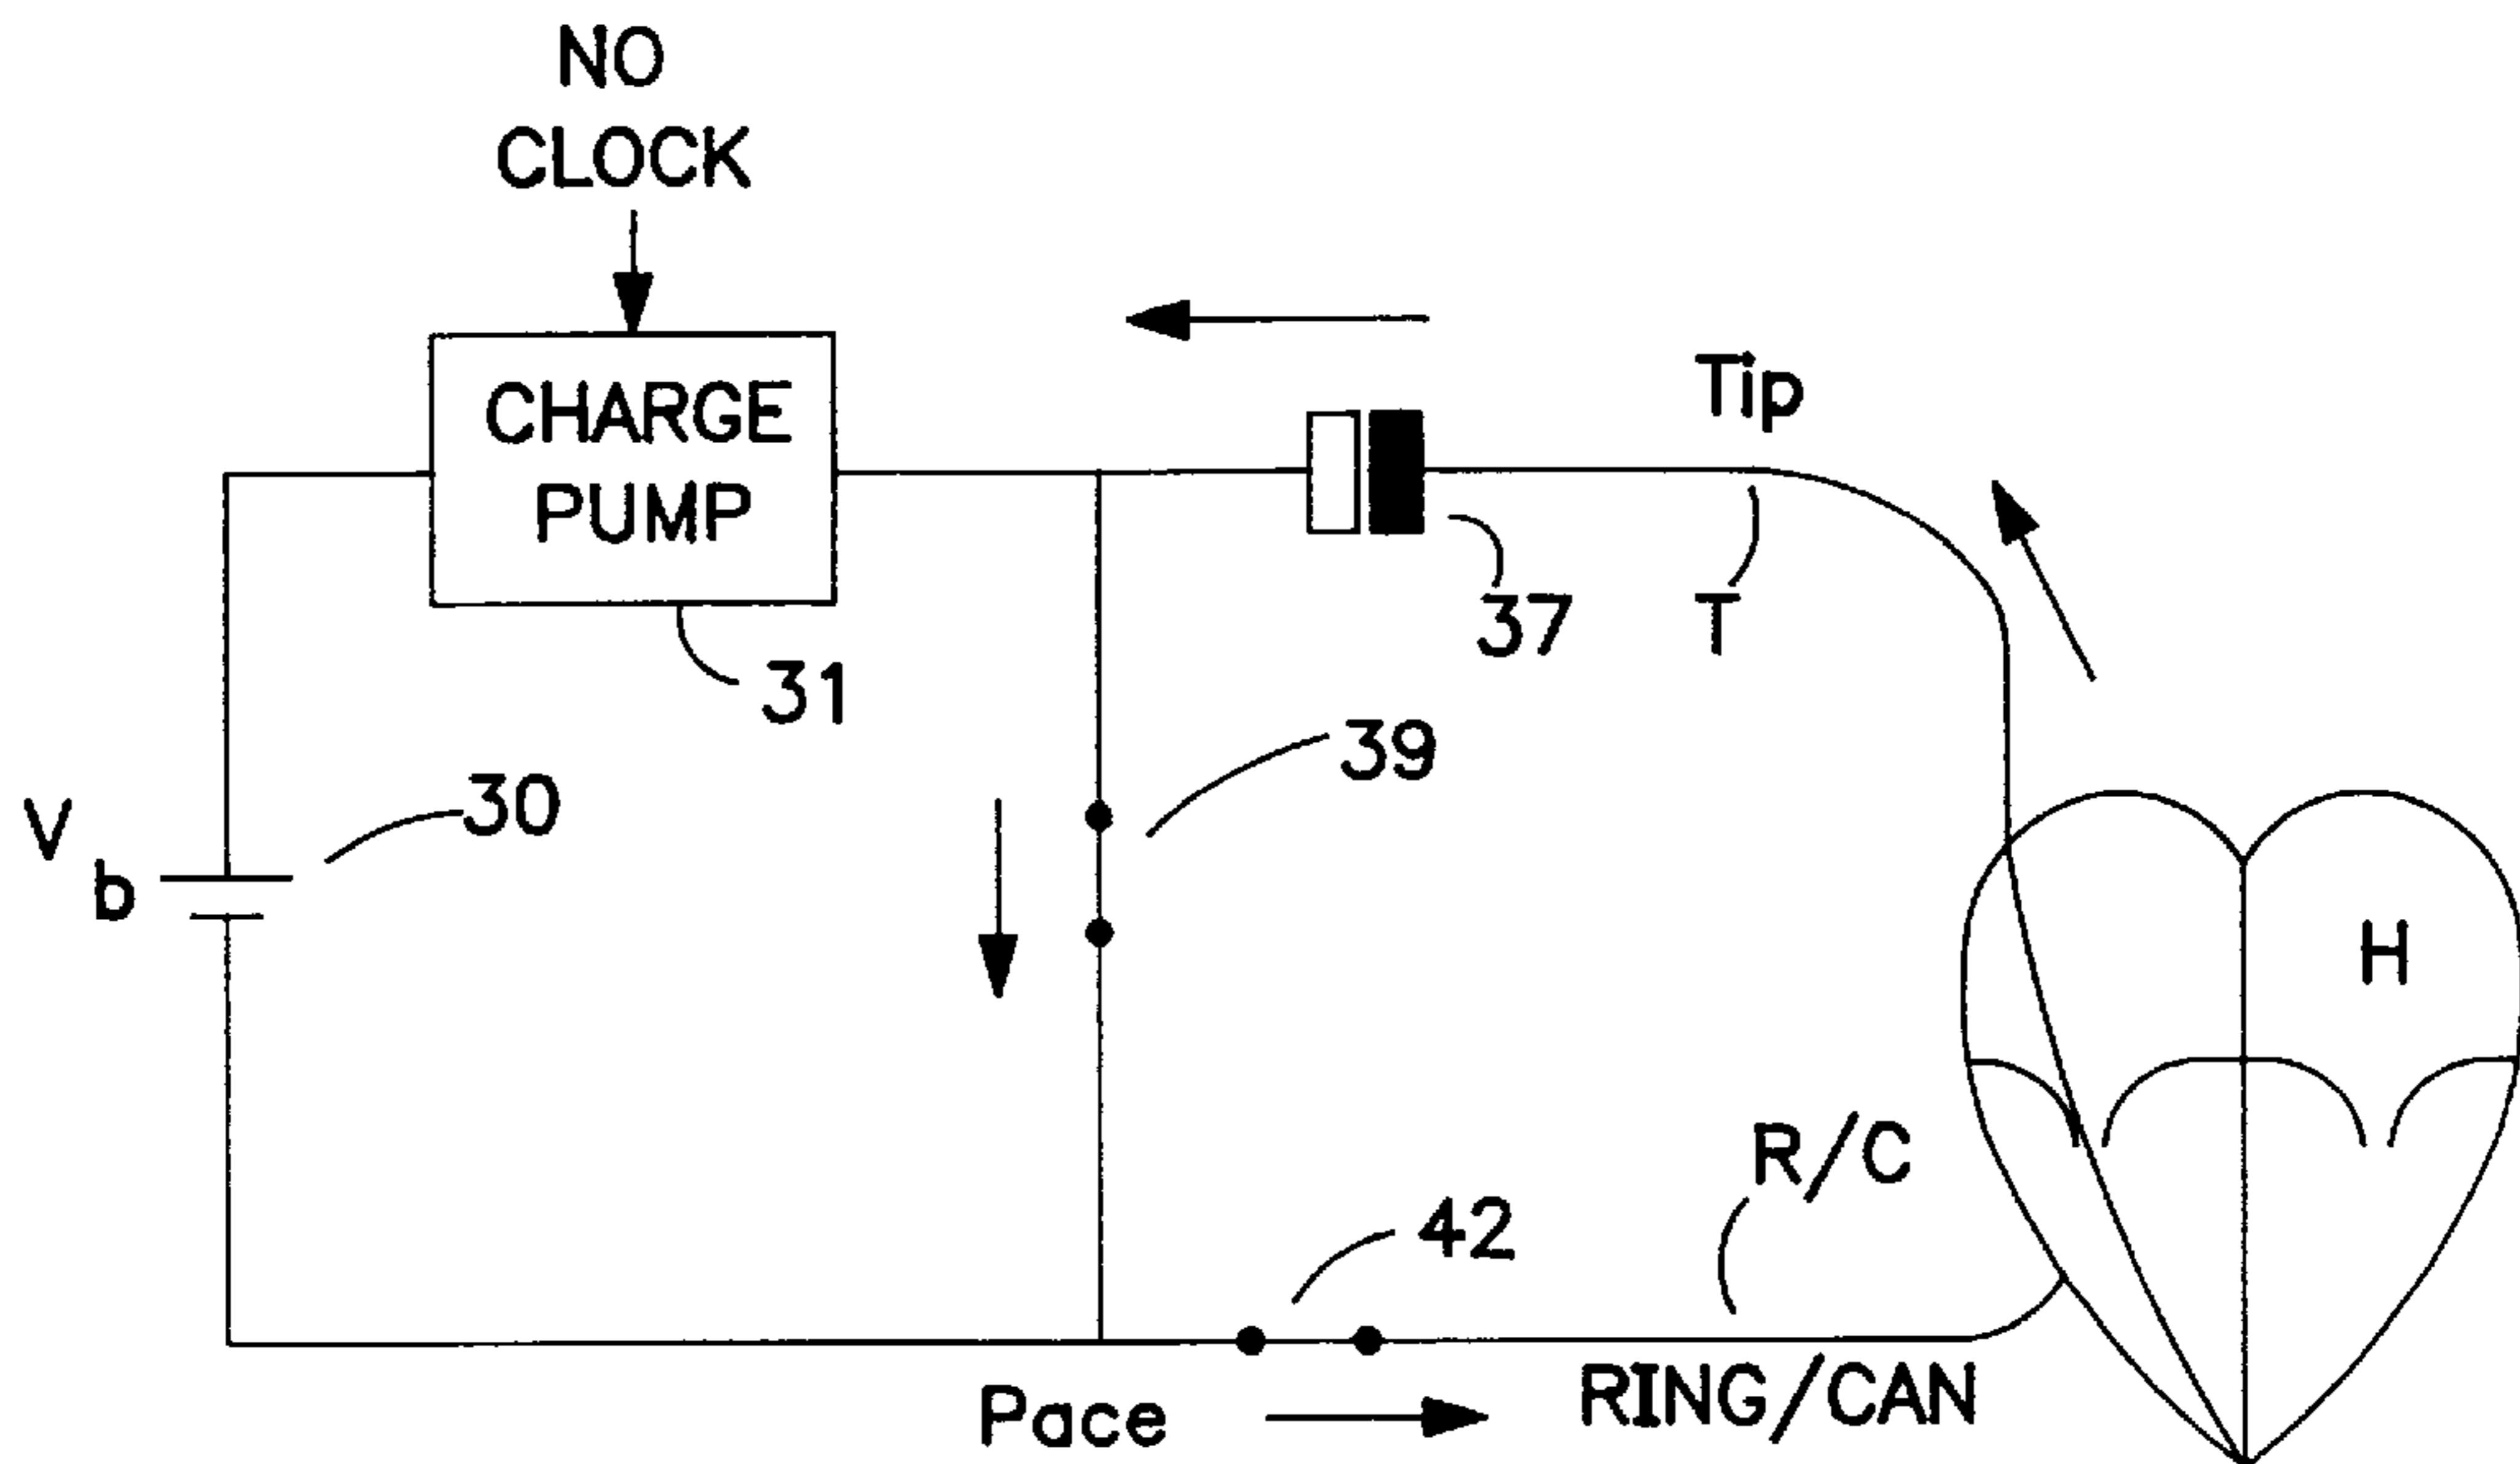 NO
CLOCK
CHARGE
PUMP
Tip
37
T
31
39
30
V
b
H
R/C
42
RING/CAN
Pace